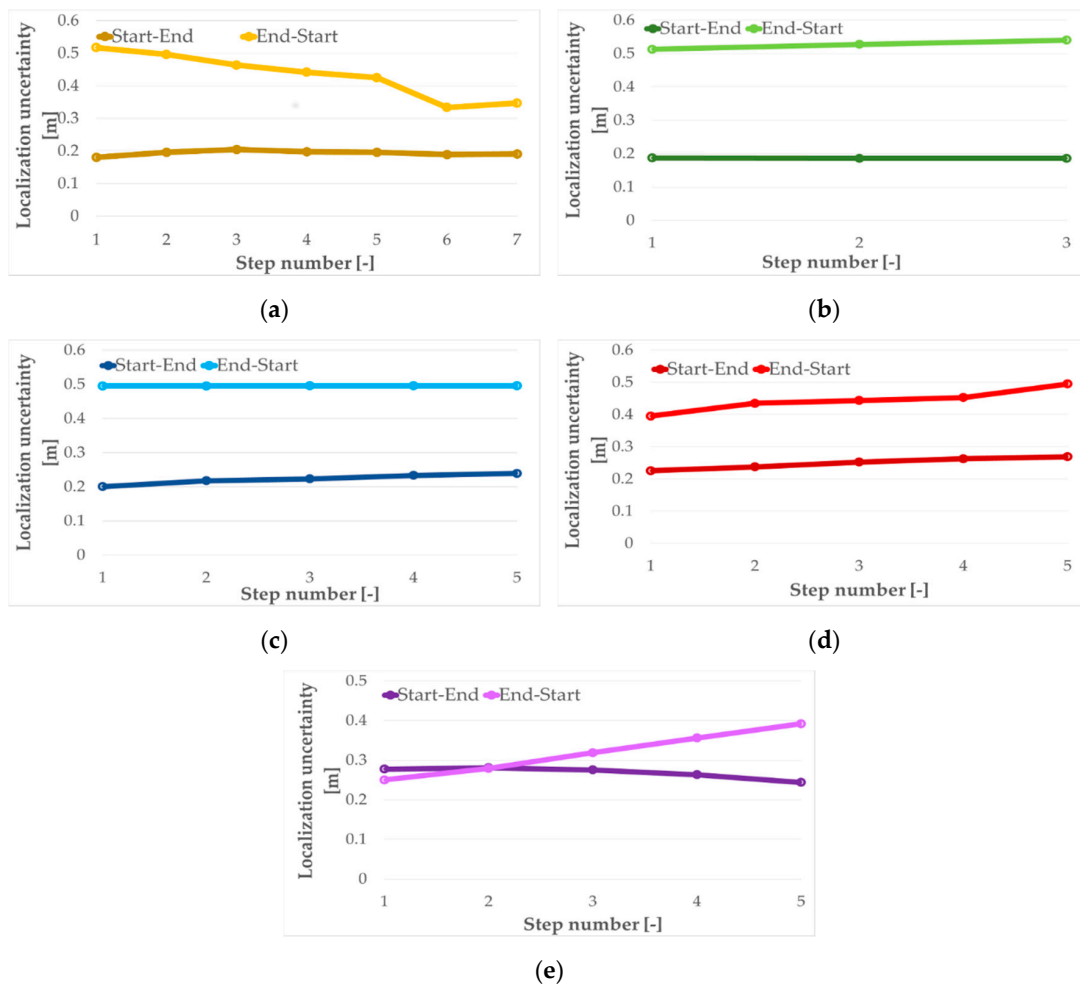 Localization uncertainty
[m]
0.6
0.5
0.4
0.3
0.2
0.1
0
Start-End End-Start
1 2 3 4 5 6 7
Step number [-]
(a)
Localization uncertainty
[m]
0.6
0.5
0.4
0.3
0.2
0.1
0
Start-End End-Start
1 2 3
Step number [-]
(b)
Localization uncertainty
[m]
0.6
0.5
0.4
0.3
0.2
0.1
0
Start-End End-Start
1 2 3 4 5
Step number [-]
(c)
Localization uncertainty
[m]
0.6
0.5
0.4
0.3
0.2
0.1
0
Start-End End-Start
1 2 3 4 5
Step number [-]
(d)
Localization uncertainty
[m]
0.5
0.4
0.3
0.2
0.1
0
Start-End End-Start
1 2 3 4 5
Step number [-]
(e)